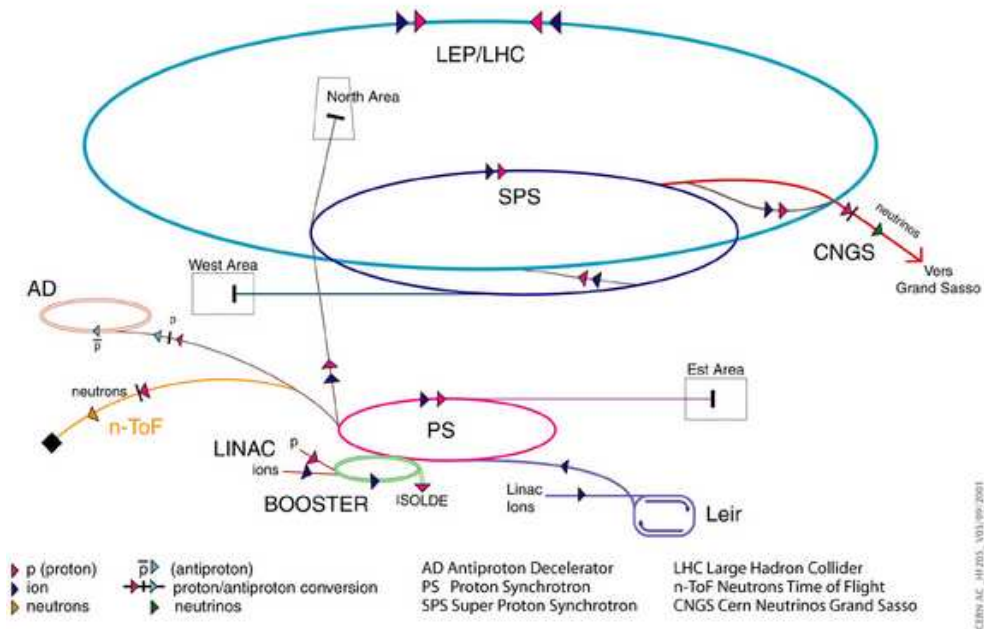 LEP/LHC
North Area
SPS
neutrinos
CNGS
Vers
Grand Sasso
West Area
AD
p
p̅
neutrons
n-ToF
Est Area
PS
LINAC
p
ions
BOOSTER
ISOLDE
Linac
Ions
Leir
p (proton)
ion
neutrons
p̅ (antiproton)
proton/antiproton conversion
neutrinos
AD Antiproton Decelerator
PS Proton Synchrotron
SPS Super Proton Synchrotron
LHC Large Hadron Collider
n-ToF Neutrons Time of Flight
CNGS Cern Neutrinos Grand Sasso